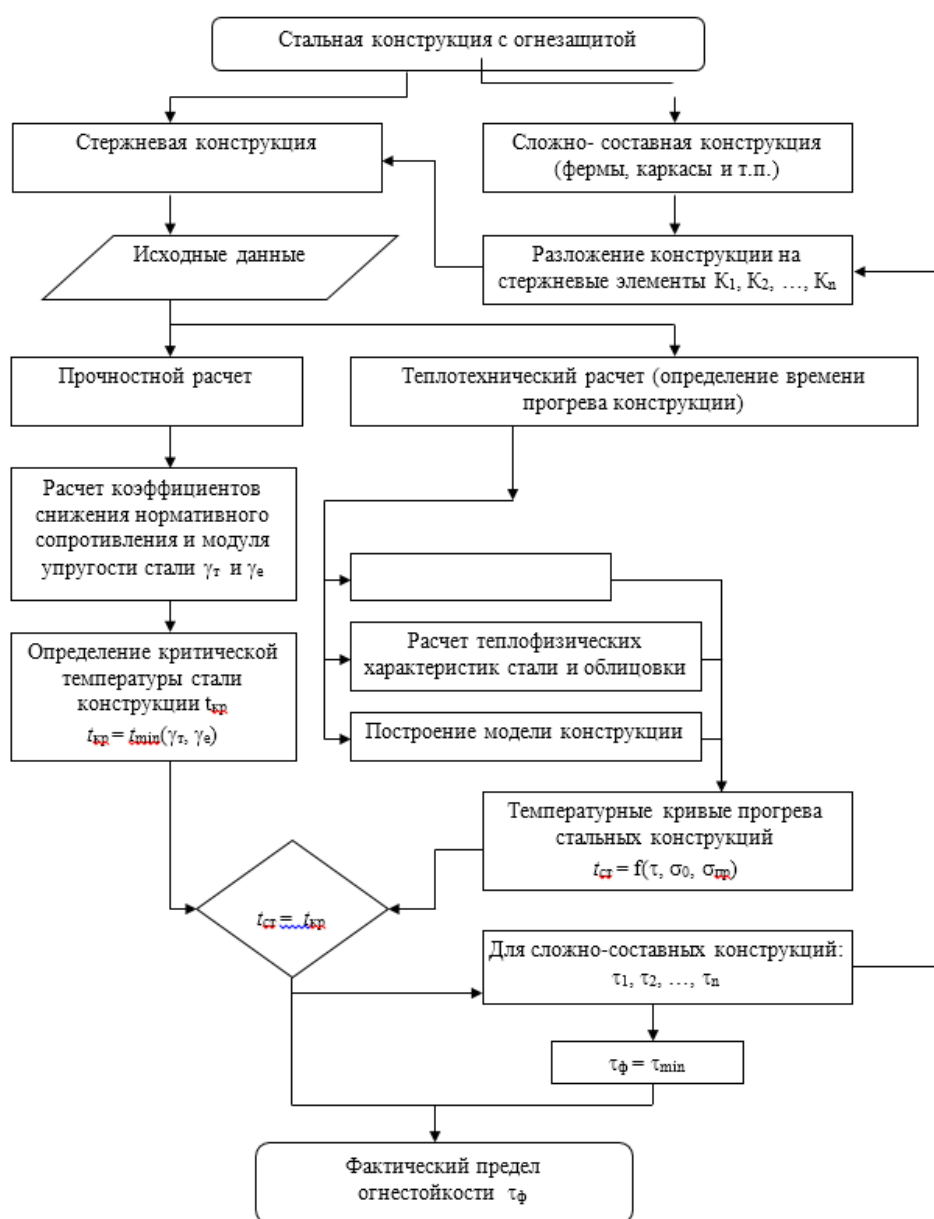 Стальная конструкция с огнезащитой
Стержневая конструкция
Сложно- составная конструкция
(фермы, каркасы и т.п.)
Исходные данные
Разложение конструкции на
стержневые элементы К₁, К₂, …, Кₙ
Прочностной расчет
Теплотехнический расчет (определение времени
прогрева конструкции)
Расчет коэффициентов
снижения нормативного
сопротивления и модуля
упругости стали γт и γе
Расчет теплофизических
характеристик стали и облицовки
Определение критической
температуры стали
конструкции tкр
tкр = tmin(γт, γе)
Построение модели конструкции
Температурные кривые прогрева
стальных конструкций
tст = f(τ, σ₀, σпр)
tст = tкр
Для сложно-составных конструкций:
τ₁, τ₂, …, τₙ
τф = τmin
Фактический предел
огнестойкости τф